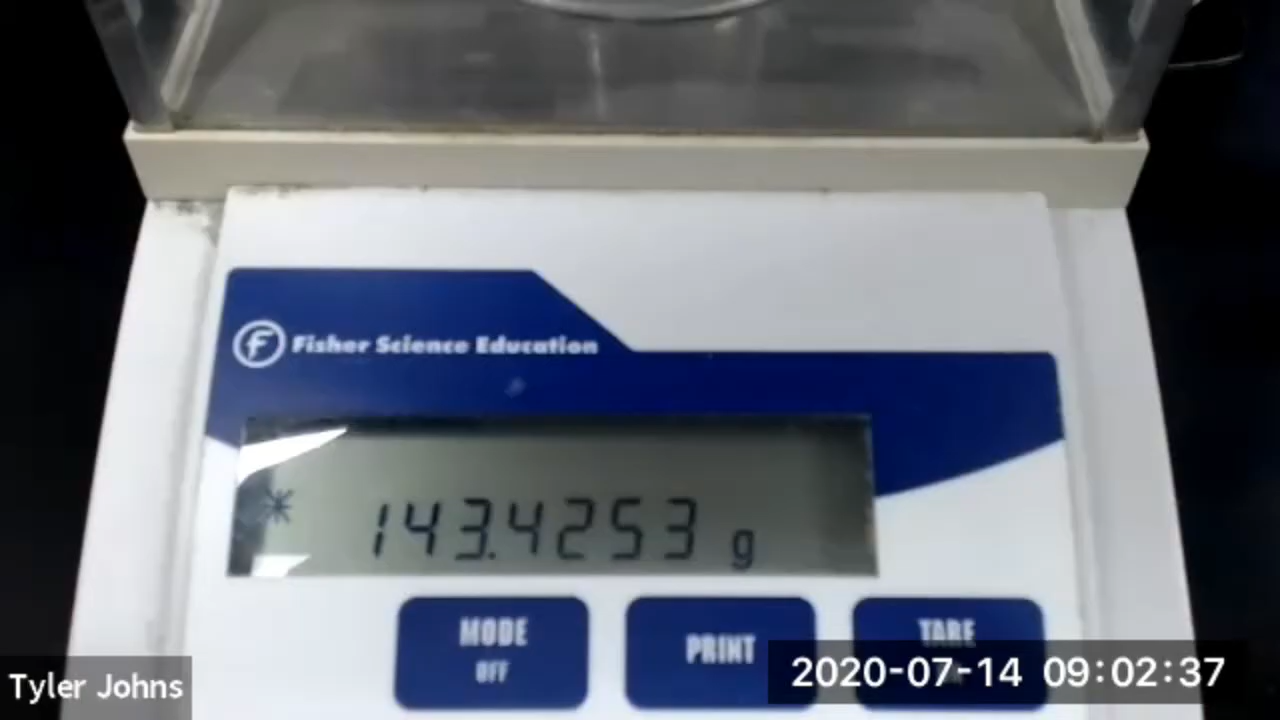 Fisher Science Education
* 143.4253 g
MODE
OFF
PRINT
TARE
Tyler Johns
2020-07-14 09:02:37